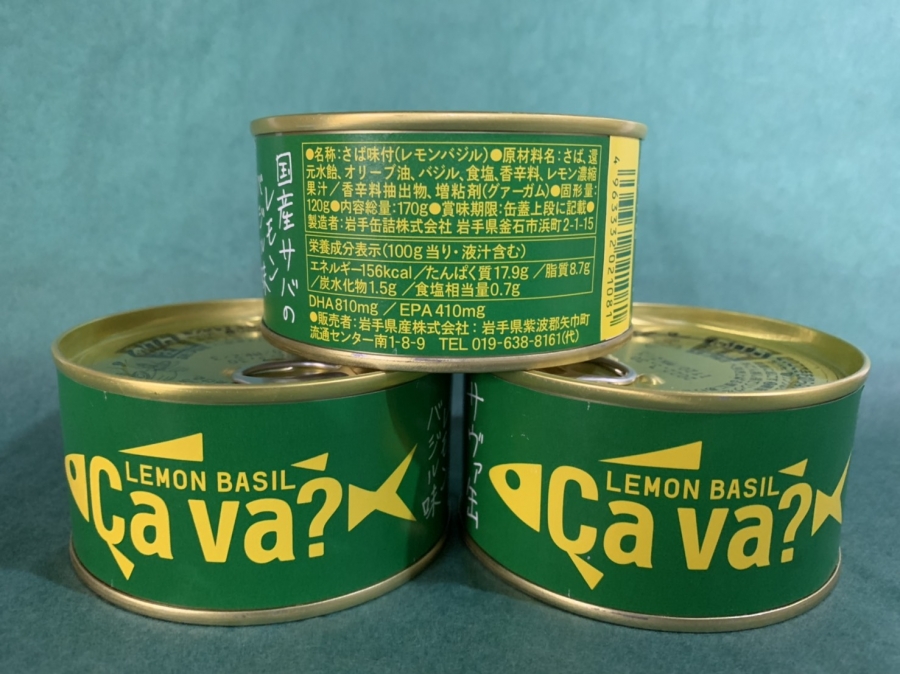 国産サバの
レモン
●名称:さば味付(レモンバジル)●原材料名:さば、還
元水飴、オリーブ油、バジル、食塩、香辛料、レモン濃縮
果汁/香辛料抽出物、増粘剤(グアーガム)●固形量:
120g●内容総量:170g●賞味期限:缶蓋上段に記載●
製造者:岩手缶詰株式会社 岩手県釜石市浜町2-1-15
栄養成分表示(100g当り・液汁含む)
エネルギー156kcal/たんぱく質17.9g/脂質8.7g
/炭水化物1.5g/食塩相当量0.7g
DHA810mg/EPA410mg
●販売者:岩手県産株式会社:岩手県紫波郡矢巾町
流通センター南1-8-9 TEL 019-638-8161(代)
4 963332 021081
LEMON BASIL
Ça va?
バジル味
サヴァ缶
LEMON BASIL
Ça va?